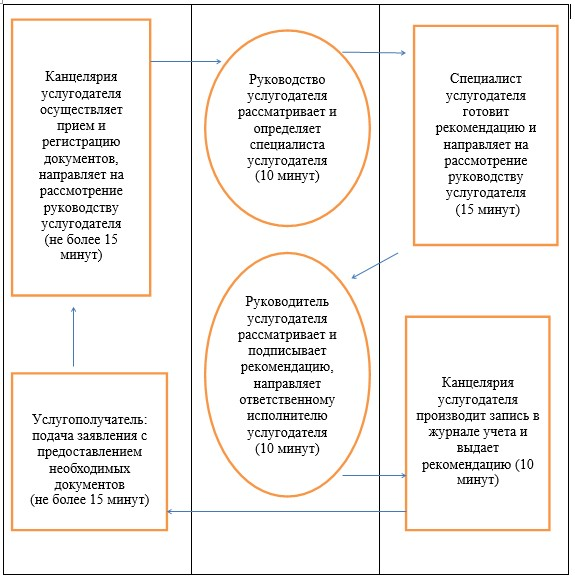 Канцелярия
услугодателя
осуществляет
прием и
регистрацию
документов,
направляет на
рассмотрение
руководству
услугодателя
(не более 15
минут)
Руководство
услугодателя
рассматривает и
определяет
специалиста
услугодателя
(10 минут)
Специалист
услугодателя
готовит
рекомендацию и
направляет на
рассмотрение
руководству
услугодателя
(15 минут)
Руководитель
услугодателя
рассматривает и
подписывает
рекомендацию,
направляет
ответственному
исполнителю
услугодателя
(10 минут)
Канцелярия
услугодателя
производит запись в
журнале учета и
выдает
рекомендацию (10
минут)
Услугополучатель:
подача заявления с
предоставлением
необходимых
документов
(не более 15 минут)